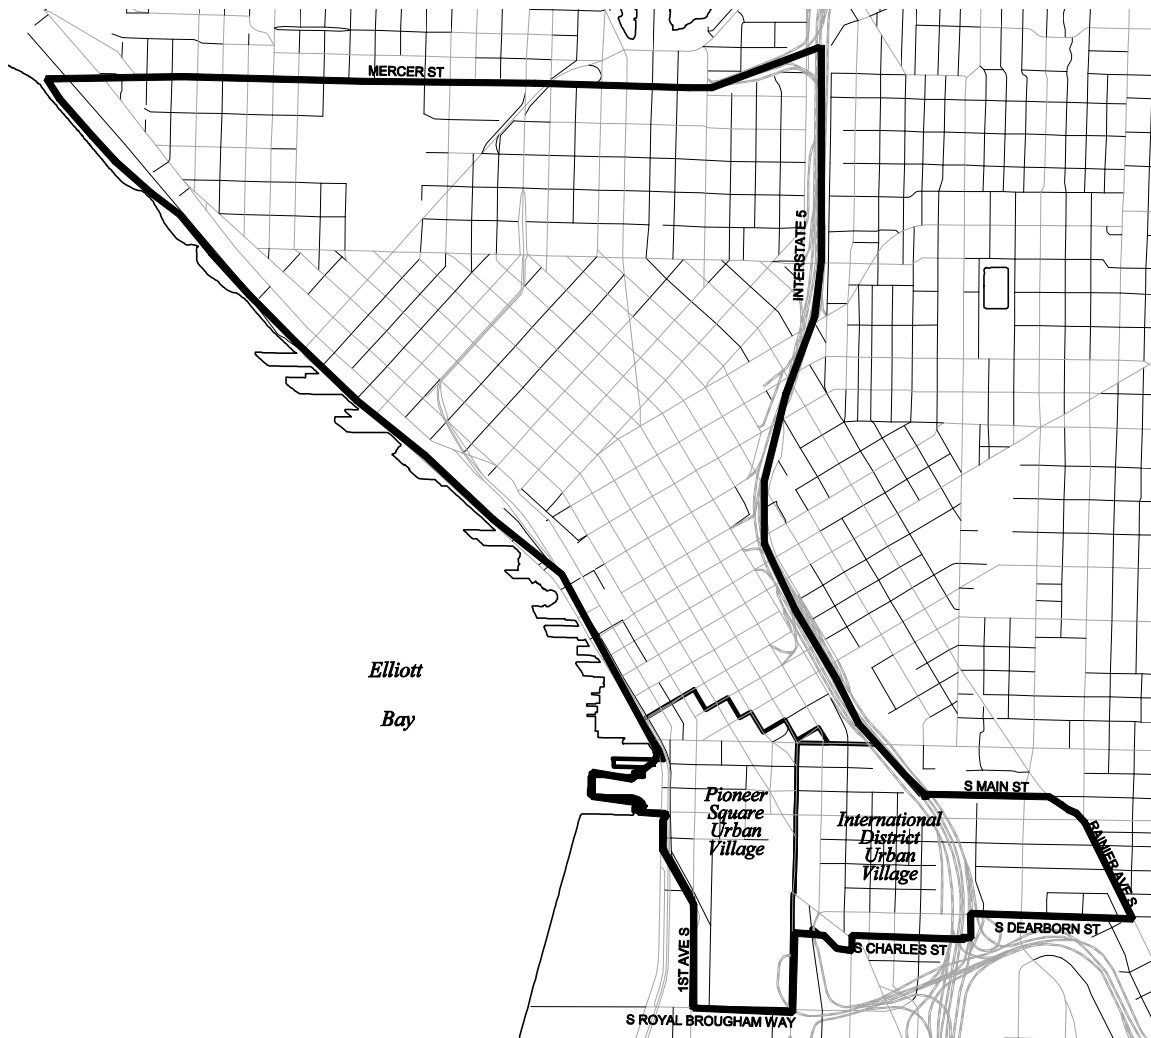 MERCER ST
INTERSTATE 5
Elliott
Bay
S MAIN ST
Pioneer
Square
Urban
Village
International
District
Urban
Village
RAINIER AVE S
S DEARBORN ST
S CHARLES ST
1ST AVE S
S ROYAL BROUGHAM WAY